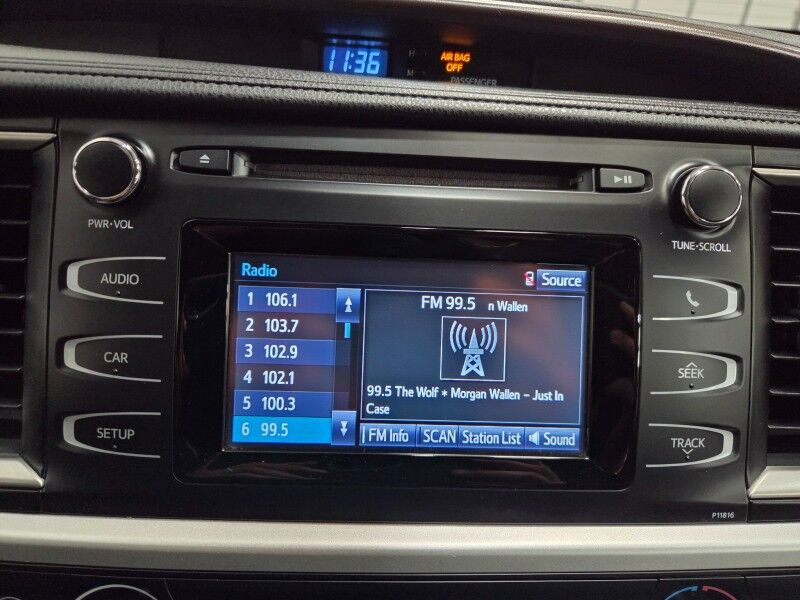 11:36
H
M
AIR BAG
OFF
PASSENGER
PWR•VOL
TUNE•SCROLL
AUDIO
CAR
SETUP
Radio
Source
1 106.1
2 103.7
3 102.9
4 102.1
5 100.3
6 99.5
FM 99.5 n Wallen
99.5 The Wolf * Morgan Wallen - Just In
Case
FM Info
SCAN
Station List
Sound
SEEK
TRACK
P11816